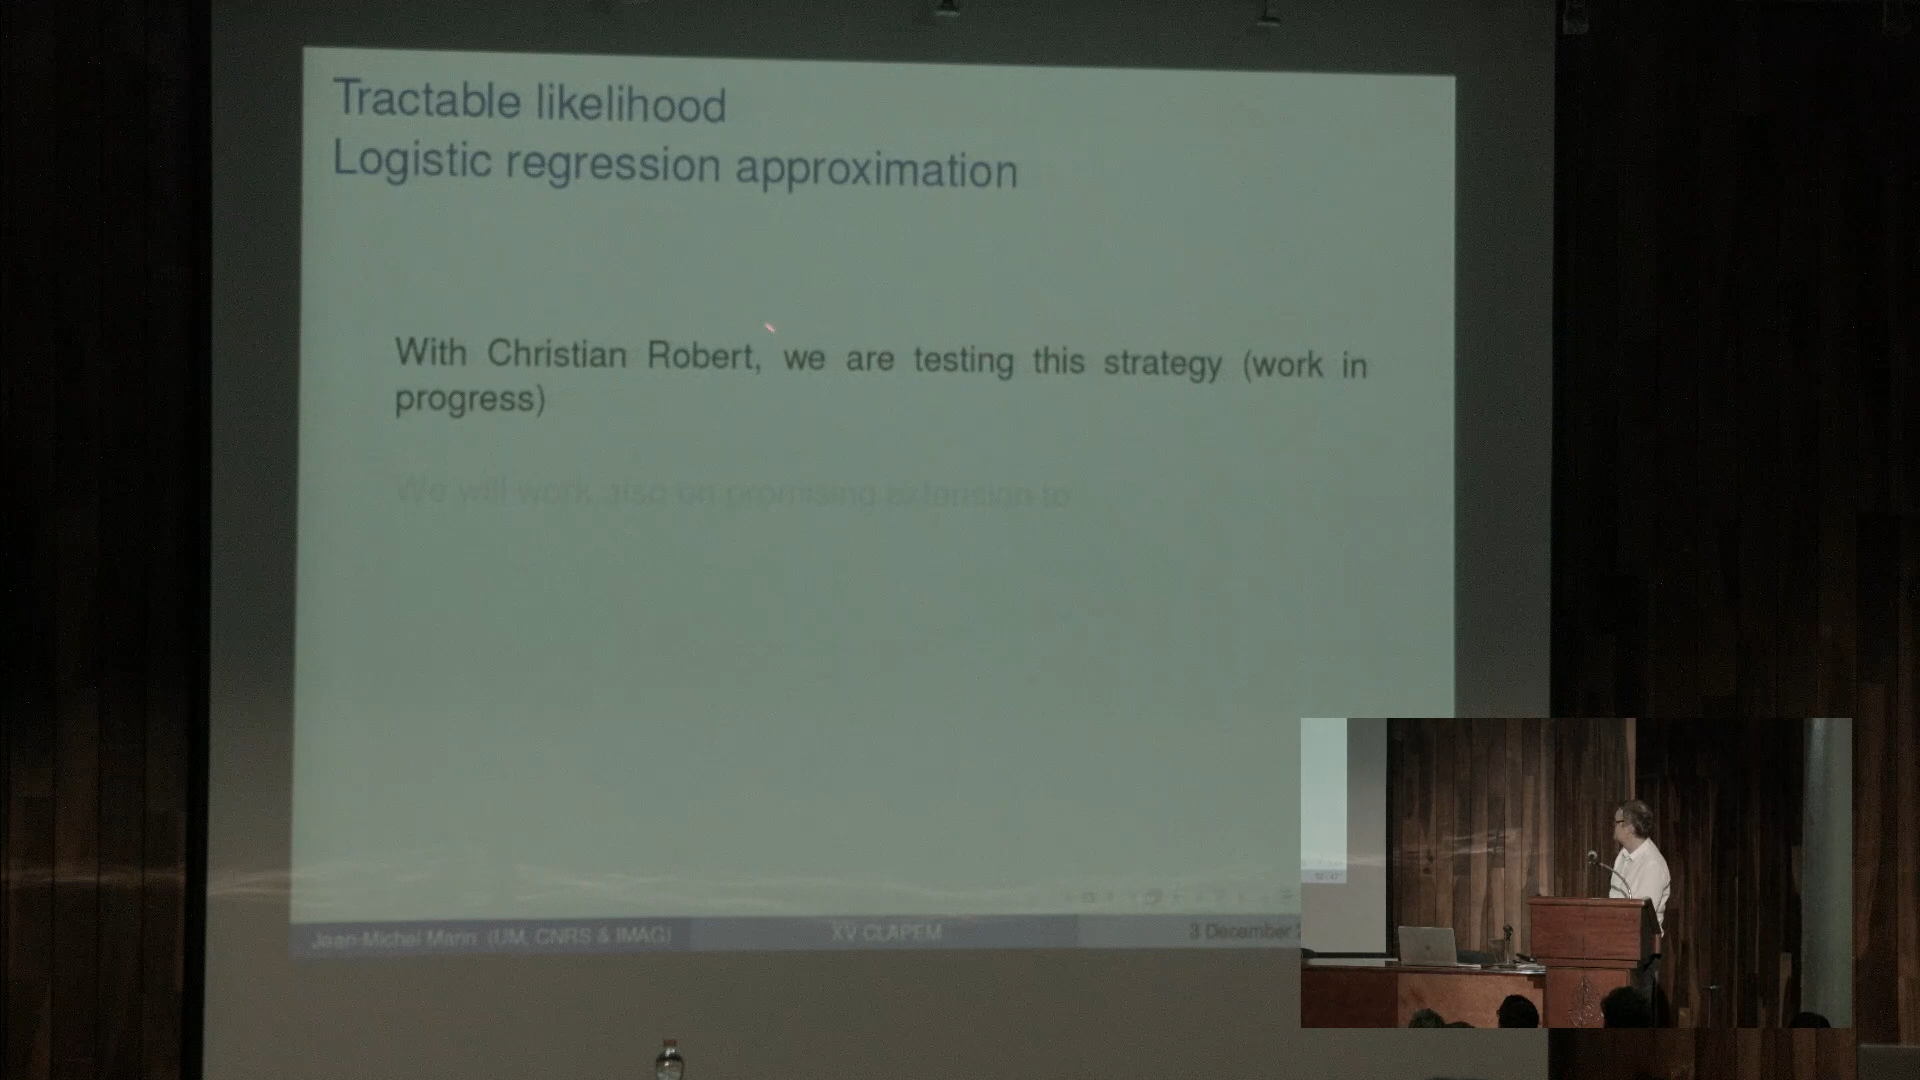 Tractable likelihood
Logistic regression approximation
With Christian Robert, we are testing this strategy (work in
progress)
We will work also on promising extension to
Jean-Michel Marin (UM, CNRS & IMAG)
XV CLAPEM
3 December